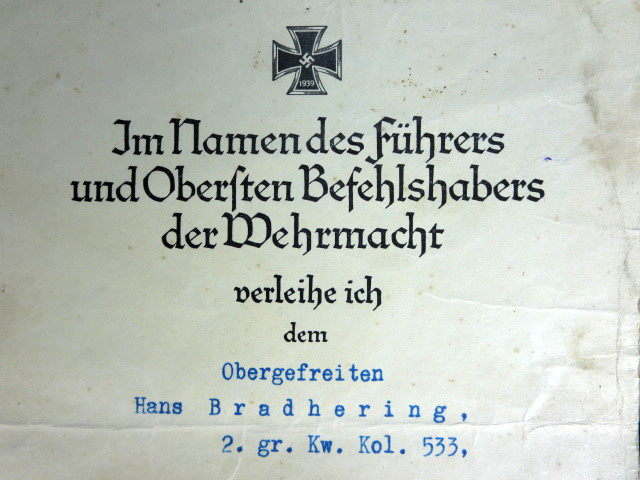 1939
Im Namen des Führers
und Obersten Befehlshabers
der Wehrmacht
verleihe ich
dem
Obergefreiten
Hans Bradhering,
2. gr. Kw. Kol. 533,